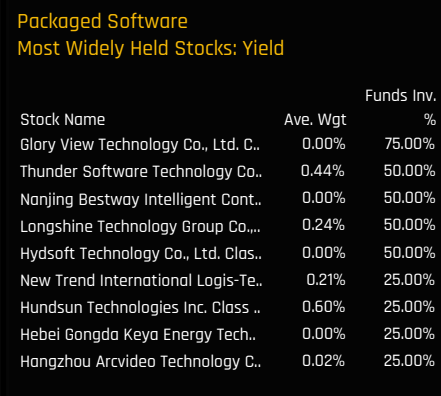 Packaged Software
Most Widely Held Stocks: Yield
Funds Inv.
Stock Name Ave. Wgt %
Glory View Technology Co., Ltd. C.. 0.00% 75.00%
Thunder Software Technology Co.. 0.44% 50.00%
Nanjing Bestway Intelligent Cont.. 0.00% 50.00%
Longshine Technology Group Co.,.. 0.24% 50.00%
Hydsoft Technology Co., Ltd. Clas.. 0.00% 50.00%
New Trend International Logis-Te.. 0.21% 25.00%
Hundsun Technologies Inc. Class .. 0.60% 25.00%
Hebei Gongda Keya Energy Tech.. 0.00% 25.00%
Hangzhou Arcvideo Technology C.. 0.02% 25.00%